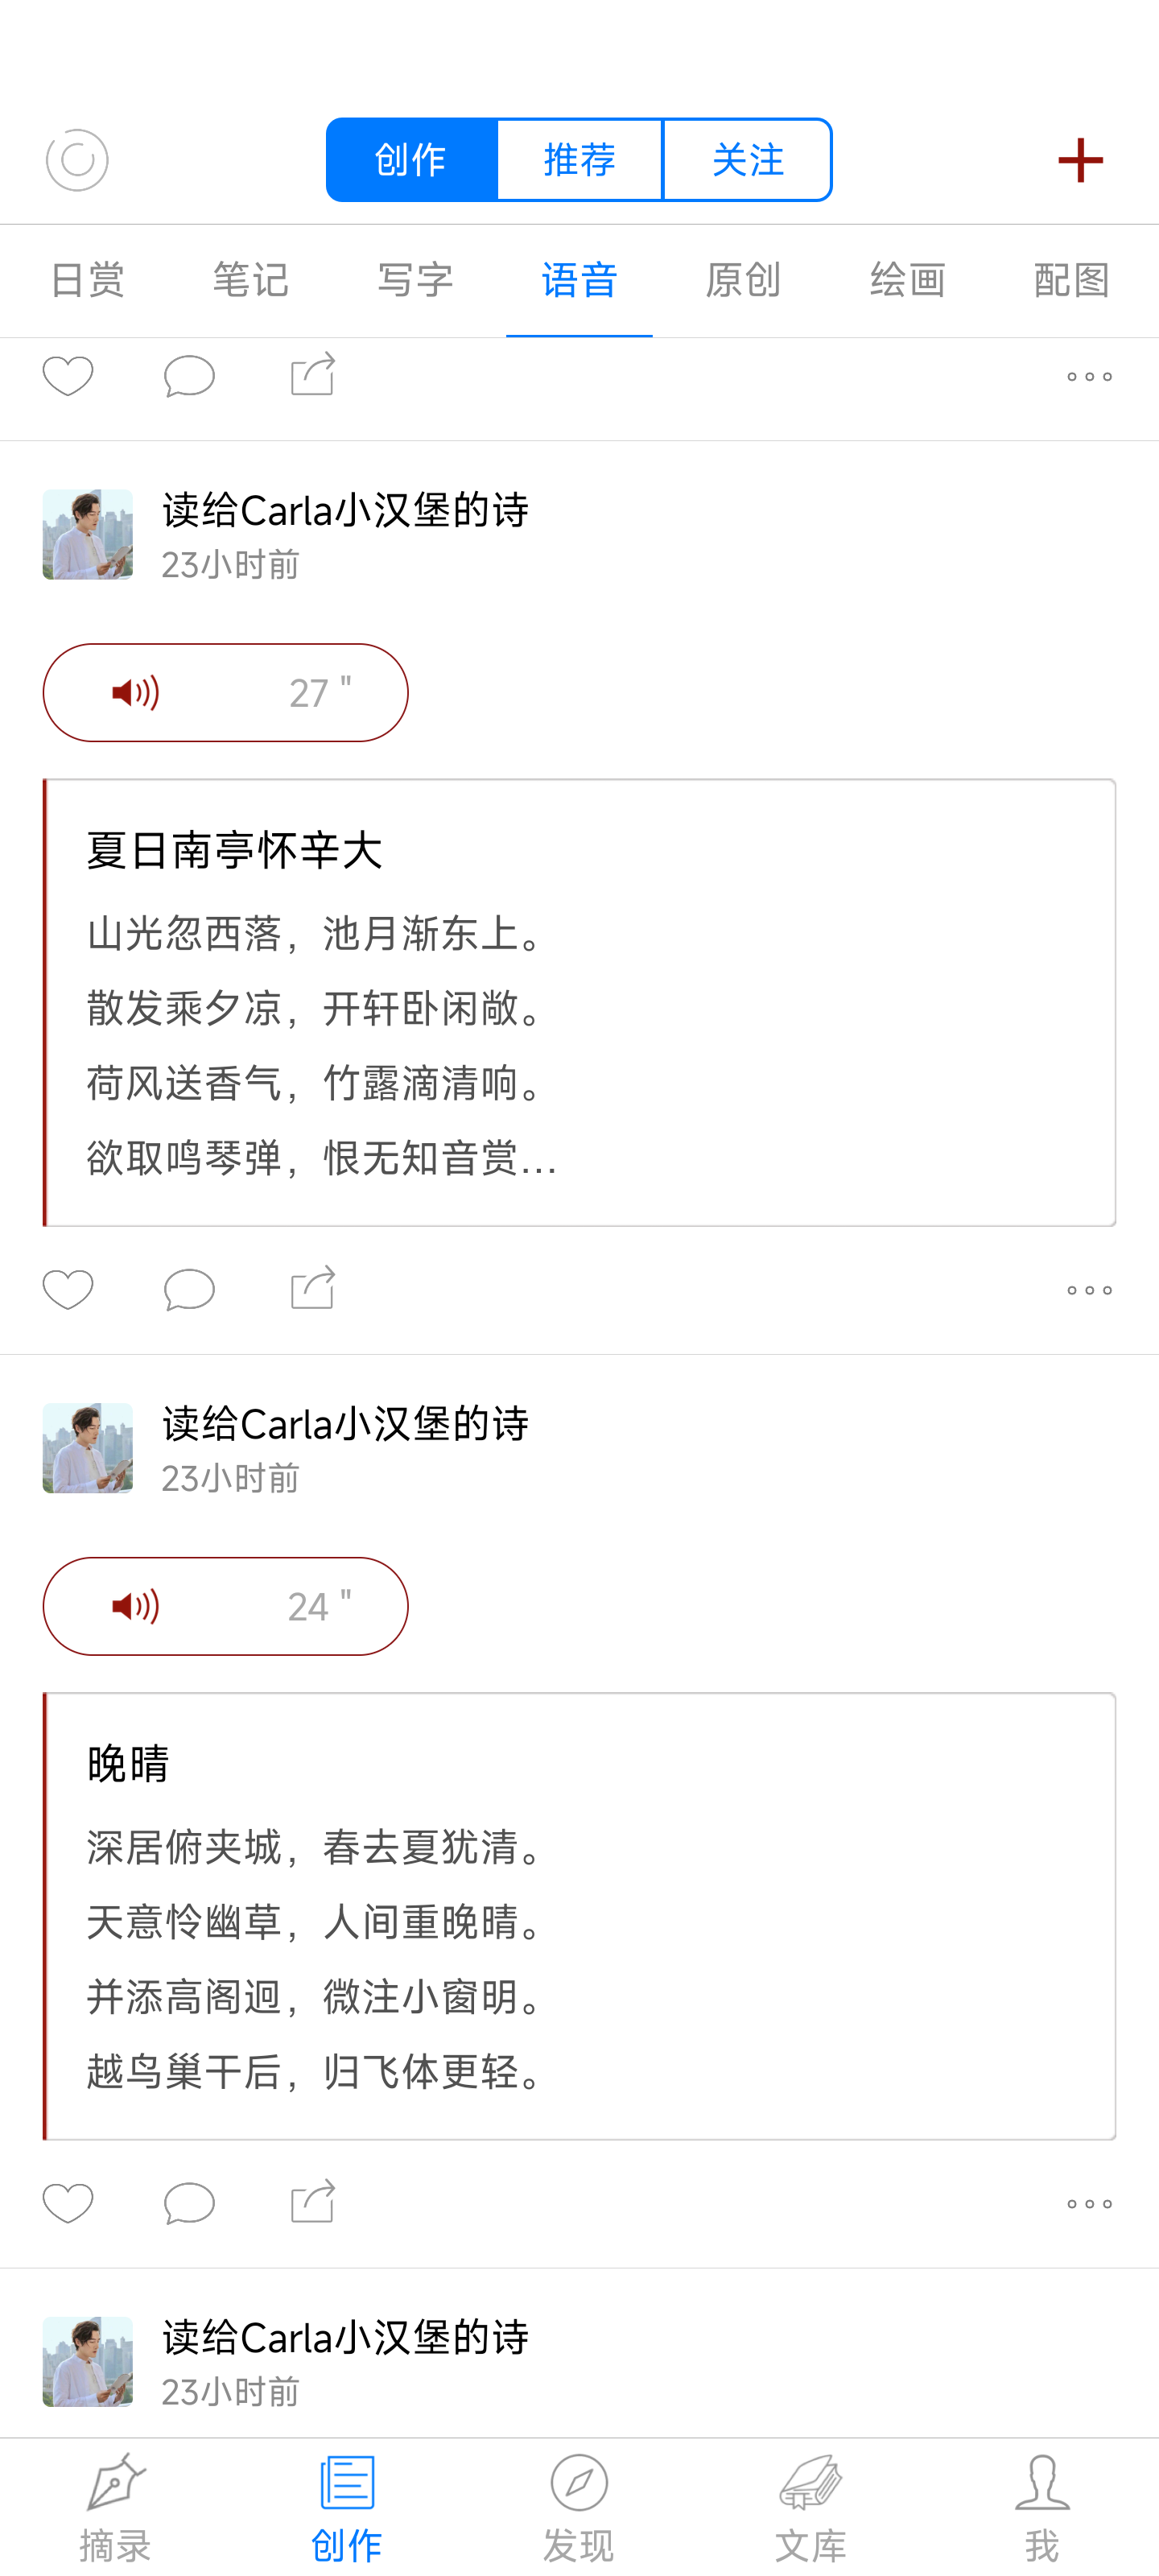 创作 推荐 关注
日赏 笔记 写字 语音 原创 绘画 配图
读给Carla小汉堡的诗
23小时前
27 "
夏日南亭怀辛大
山光忽西落，池月渐东上。
散发乘夕凉，开轩卧闲敞。
荷风送香气，竹露滴清响。
欲取鸣琴弹，恨无知音赏...
读给Carla小汉堡的诗
23小时前
24 "
晚晴
深居俯夹城，春去夏犹清。
天意怜幽草，人间重晚晴。
并添高阁迥，微注小窗明。
越鸟巢干后，归飞体更轻。
读给Carla小汉堡的诗
23小时前
摘录 创作 发现 文库 我